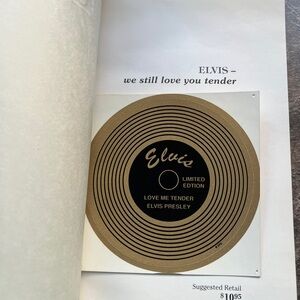 ELVIS –
we still love you tender
Elvis
LIMITED
EDITION
LOVE ME TENDER
ELVIS PRESLEY
Suggested Retail
$10.95